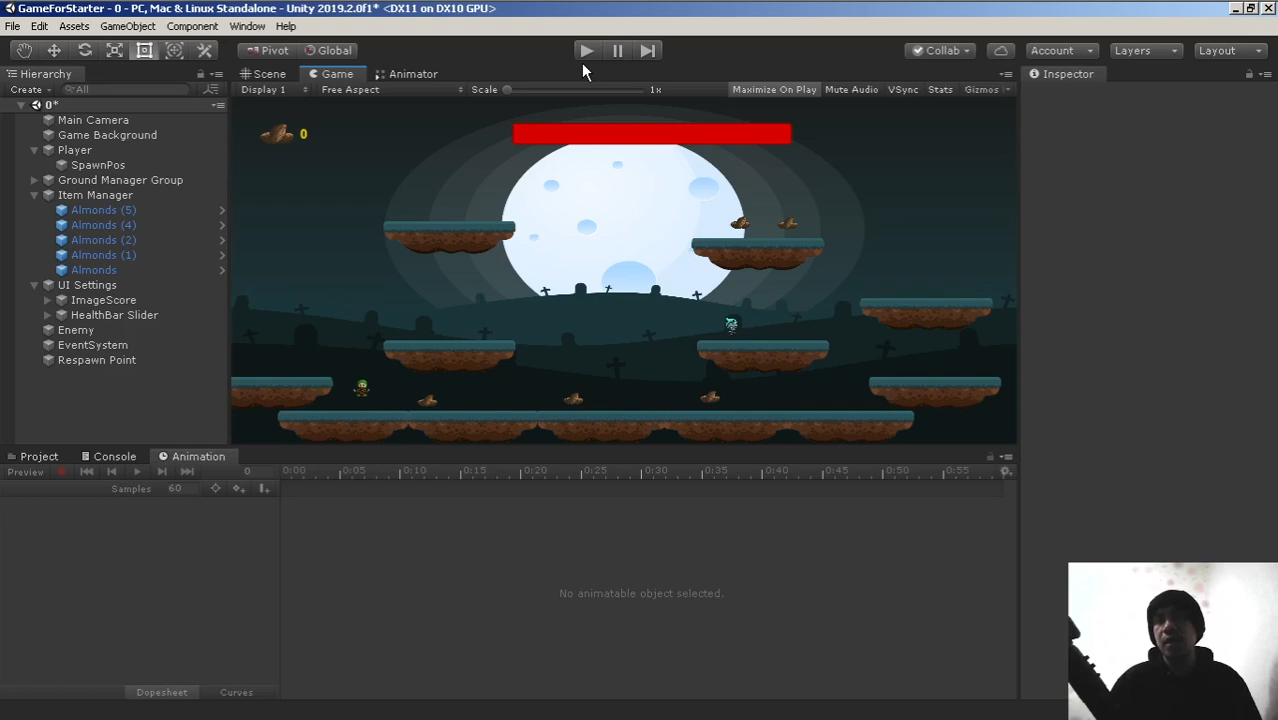 GameForStarter - 0 - PC, Mac & Linux Standalone - Unity 2019.2.0f1* <DX11 on DX10 GPU>
File Edit Assets GameObject Component Window Help
Pivot Global Collab Account Layers Layout
Hierarchy Scene Game Animator Inspector
Create All Display 1 Free Aspect Scale 1x Maximize On Play Mute Audio VSync Stats Gizmos
0*
Main Camera
Game Background
Player
SpawnPos
Ground Manager Group
Item Manager
Almonds (5)
Almonds (4)
Almonds (2)
Almonds (1)
Almonds
UI Settings
ImageScore
HealthBar Slider
Enemy
EventSystem
Respawn Point
0
Project Console Animation
Preview 0 0:00 0:05 0:10 0:15 0:20 0:25 0:30 0:35 0:40 0:45 0:50 0:55
Samples 60
No animatable object selected.
Dopesheet Curves